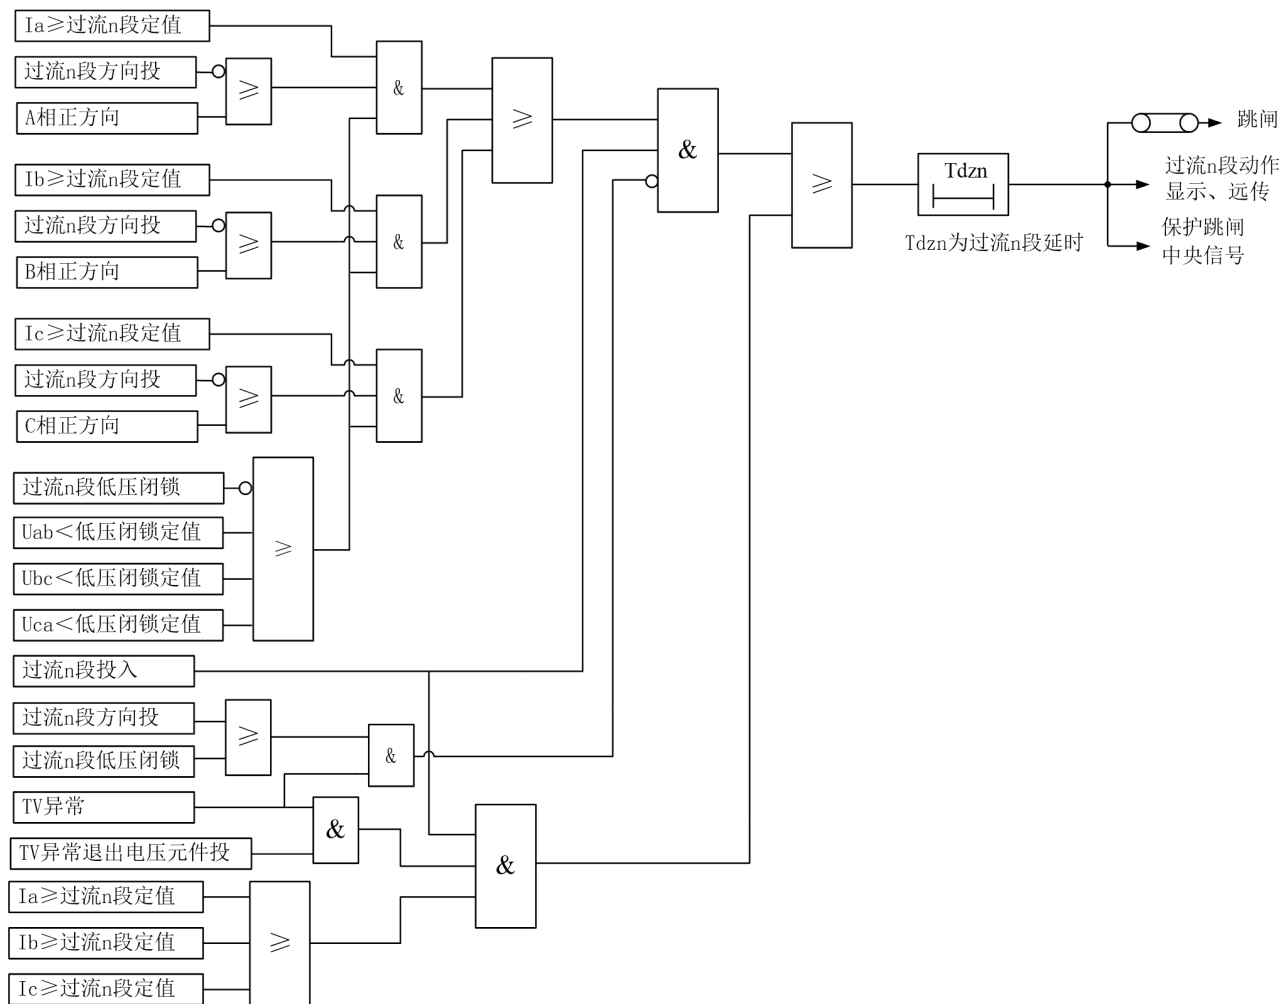 Ia≥过流n段定值
过流n段方向投
≥
A相正方向
&
≥
Ib≥过流n段定值
过流n段方向投
≥
B相正方向
&
Ic≥过流n段定值
过流n段方向投
≥
C相正方向
&
过流n段低压闭锁
Uab<低压闭锁定值
≥
Ubc<低压闭锁定值
Uca<低压闭锁定值
过流n段投入
过流n段方向投
≥
过流n段低压闭锁
&
TV异常
&
TV异常退出电压元件投
&
Ia≥过流n段定值
Ib≥过流n段定值
≥
Ic≥过流n段定值
&
≥
Tdzn
Tdzn为过流n段延时
跳闸
过流n段动作
显示、远传
保护跳闸
中央信号